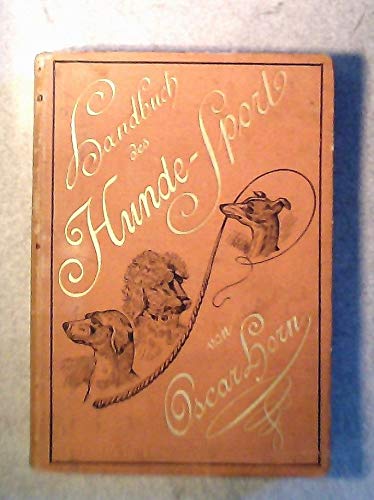 Handbuch
des
Hunde-Sport
von
Oscar Horn